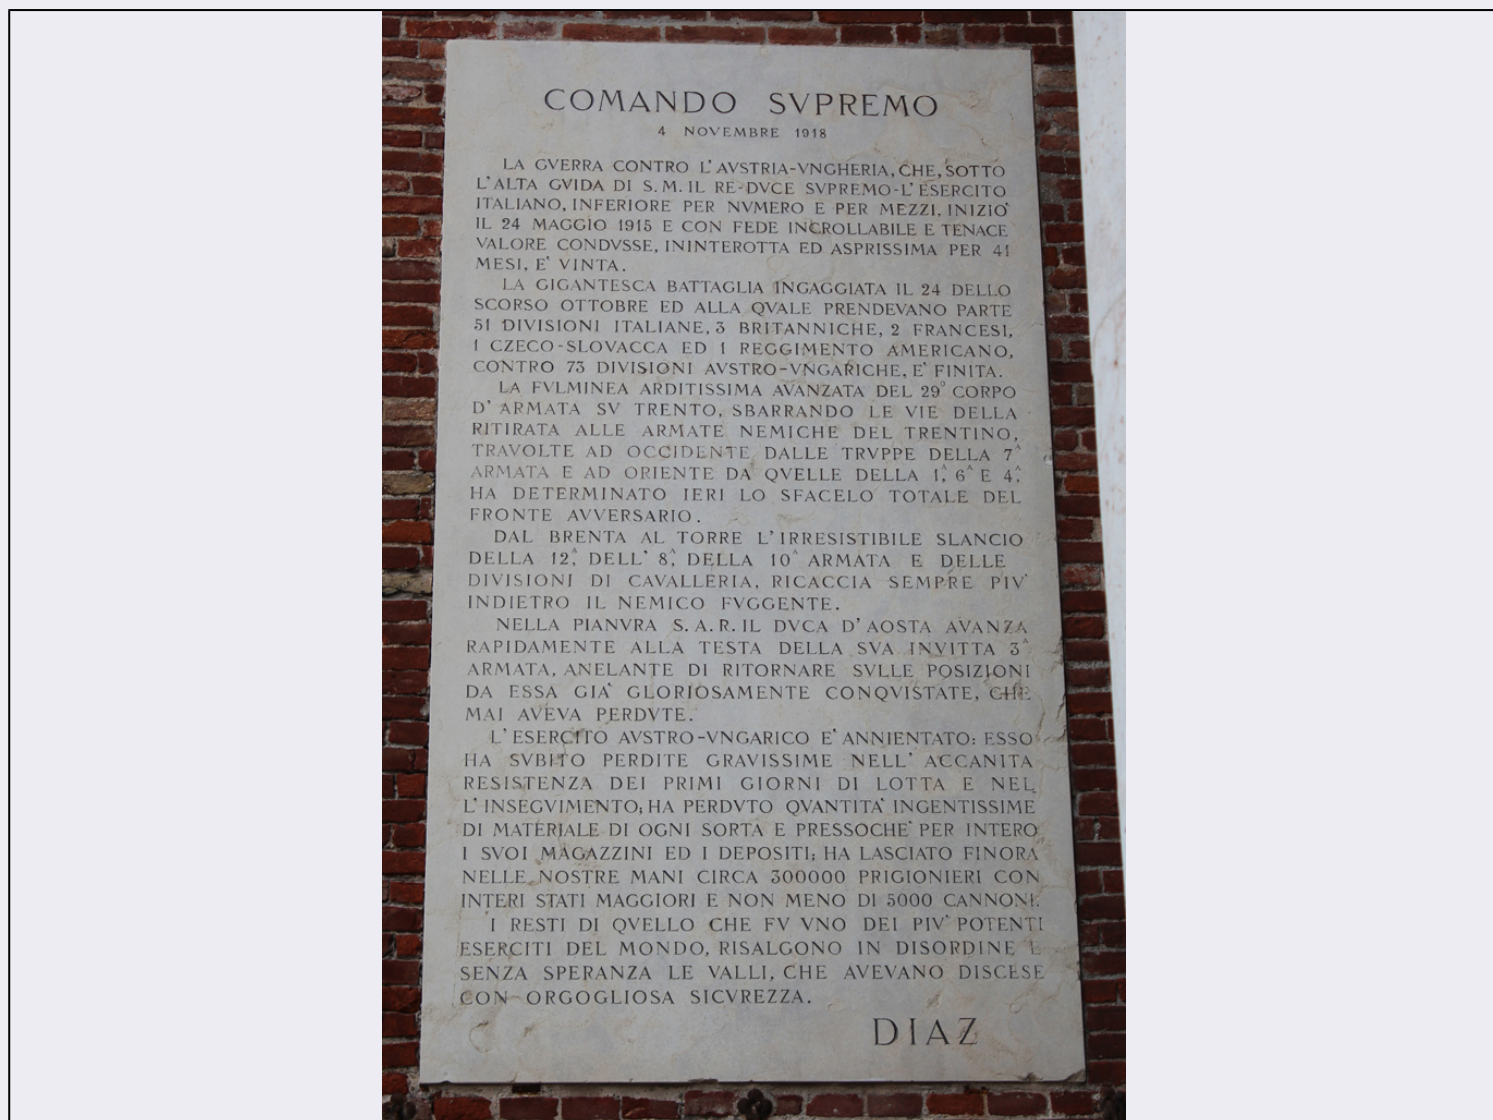 COMANDO SVPREMO
4 NOVEMBRE 1918
LA GVERRA CONTRO L'AVSTRIA-VNGHERIA, CHE, SOTTO
L'ALTA GVIDA DI S.M. IL RE-DVCE SVPREMO-L'ESERCITO
ITALIANO, INFERIORE PER NVMERO E PER MEZZI, INIZIO'
IL 24 MAGGIO 1915 E CON FEDE INCROLLABILE E TENACE
VALORE CONDVSSE, ININTEROTTA ED ASPRISSIMA PER 41
MESI, E' VINTA.
LA GIGANTESCA BATTAGLIA INGAGGIATA IL 24 DELLO
SCORSO OTTOBRE ED ALLA QVALE PRENDEVANO PARTE
51 DIVISIONI ITALIANE, 3 BRITANNICHE, 2 FRANCESI,
1 CZECO-SLOVACCA ED 1 REGGIMENTO AMERICANO,
CONTRO 73 DIVISIONI AVSTRO-VNGARICHE, E' FINITA.
LA FVLMINEA ARDITISSIMA AVANZATA DEL 29° CORPO
D'ARMATA SV TRENTO, SBARRANDO LE VIE DELLA
RITIRATA ALLE ARMATE NEMICHE DEL TRENTINO,
TRAVOLTE AD OCCIDENTE DALLE TRVPPE DELLA 7^
ARMATA E AD ORIENTE DA QVELLE DELLA 1^, 6^ E 4^,
HA DETERMINATO IERI LO SFACELO TOTALE DEL
FRONTE AVVERSARIO.
DAL BRENTA AL TORRE L'IRRESISTIBILE SLANCIO
DELLA 12^, DELL' 8^, DELLA 10^ ARMATA E DELLE
DIVISIONI DI CAVALLERIA, RICACCIA SEMPRE PIV'
INDIETRO IL NEMICO FVGGENTE.
NELLA PIANVRA S.A.R. IL DVCA D'AOSTA AVANZA
RAPIDAMENTE ALLA TESTA DELLA SVA INVITTA 3^
ARMATA, ANELANTE DI RITORNARE SVLLE POSIZIONI
DA ESSA GIA' GLORIOSAMENTE CONQVISTATE, CHE
MAI AVEVA PERDVTE.
L'ESERCITO AVSTRO-VNGARICO E' ANNIENTATO: ESSO
HA SVBITO PERDITE GRAVISSIME NELL' ACCANITA
RESISTENZA DEI PRIMI GIORNI DI LOTTA E NEL
L'INSEGVIMENTO; HA PERDVTO QVANTITA' INGENTISSIME
DI MATERIALE DI OGNI SORTA E PRESSOCHE' PER INTERO
I SVOI MAGAZZINI ED I DEPOSITI; HA LASCIATO FINORA
NELLE NOSTRE MANI CIRCA 300000 PRIGIONIERI CON
INTERI STATI MAGGIORI E NON MENO DI 5000 CANNONI.
I RESTI DI QVELLO CHE FV VNO DEI PIV' POTENTI
ESERCITI DEL MONDO, RISALGONO IN DISORDINE E
SENZA SPERANZA LE VALLI, CHE AVEVANO DISCESE
CON ORGOGLIOSA SICVREZZA.
DIAZ